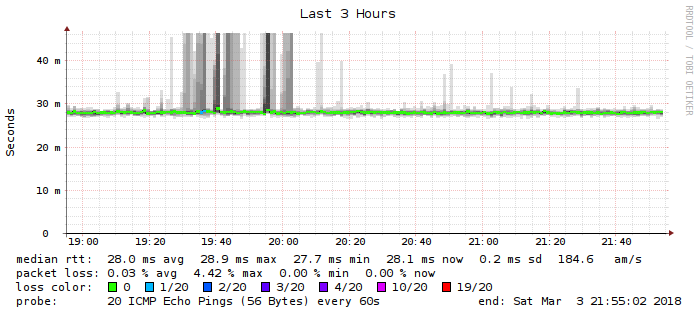 Last 3 Hours
RRDTOOL / TOBI OETIKER
Seconds
40 m
30 m
20 m
10 m
0
19:00 19:20 19:40 20:00 20:20 20:40 21:00 21:20 21:40
median rtt: 28.0 ms avg 28.9 ms max 27.7 ms min 28.1 ms now 0.2 ms sd 184.6 am/s
packet loss: 0.03 % avg 4.42 % max 0.00 % min 0.00 % now
loss color: 0 1/20 2/20 3/20 4/20 10/20 19/20
probe: 20 ICMP Echo Pings (56 Bytes) every 60s end: Sat Mar 3 21:55:02 2018